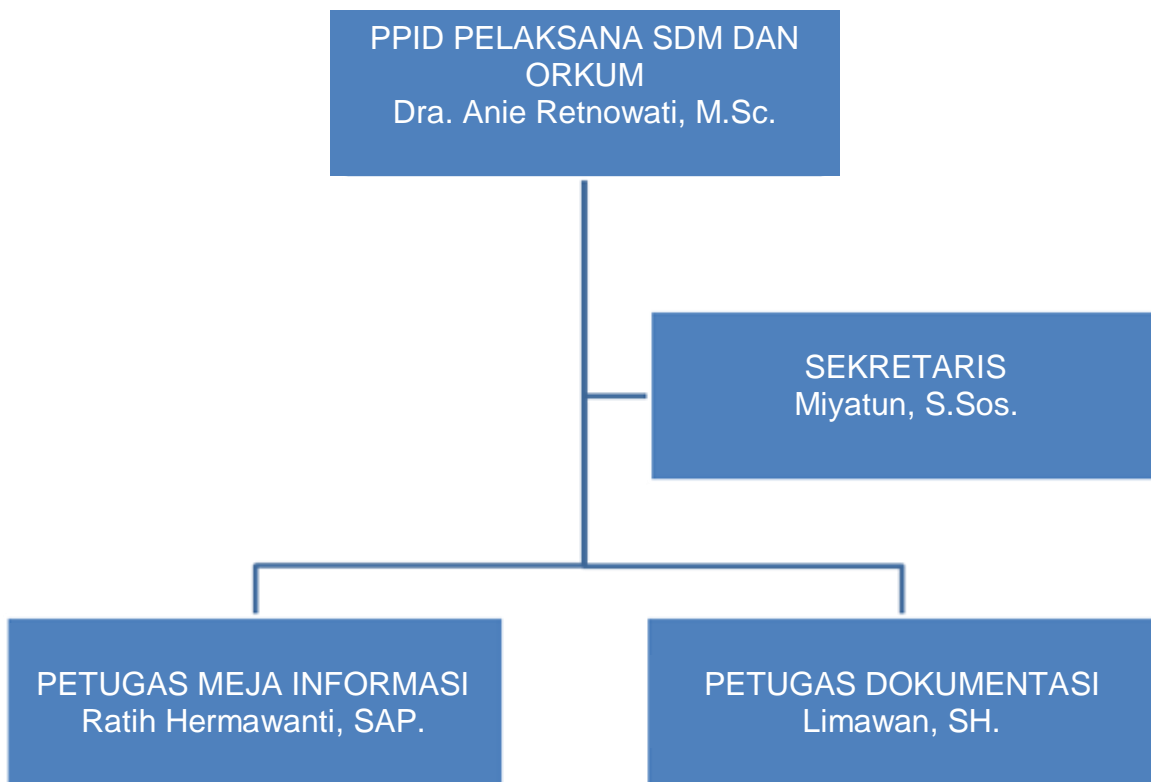 PPID PELAKSANA SDM DAN
ORKUM
Dra. Anie Retnowati, M.Sc.
SEKRETARIS
Miyatun, S.Sos.
PETUGAS MEJA INFORMASI
Ratih Hermawanti, SAP.
PETUGAS DOKUMENTASI
Limawan, SH.